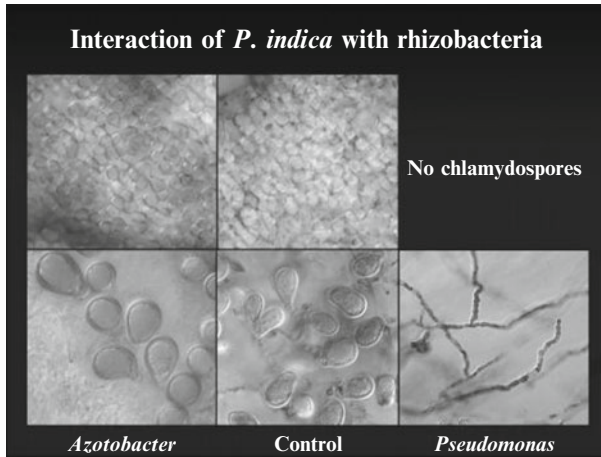 Interaction of P. indica with rhizobacteria
No chlamydospores
Azotobacter Control Pseudomonas